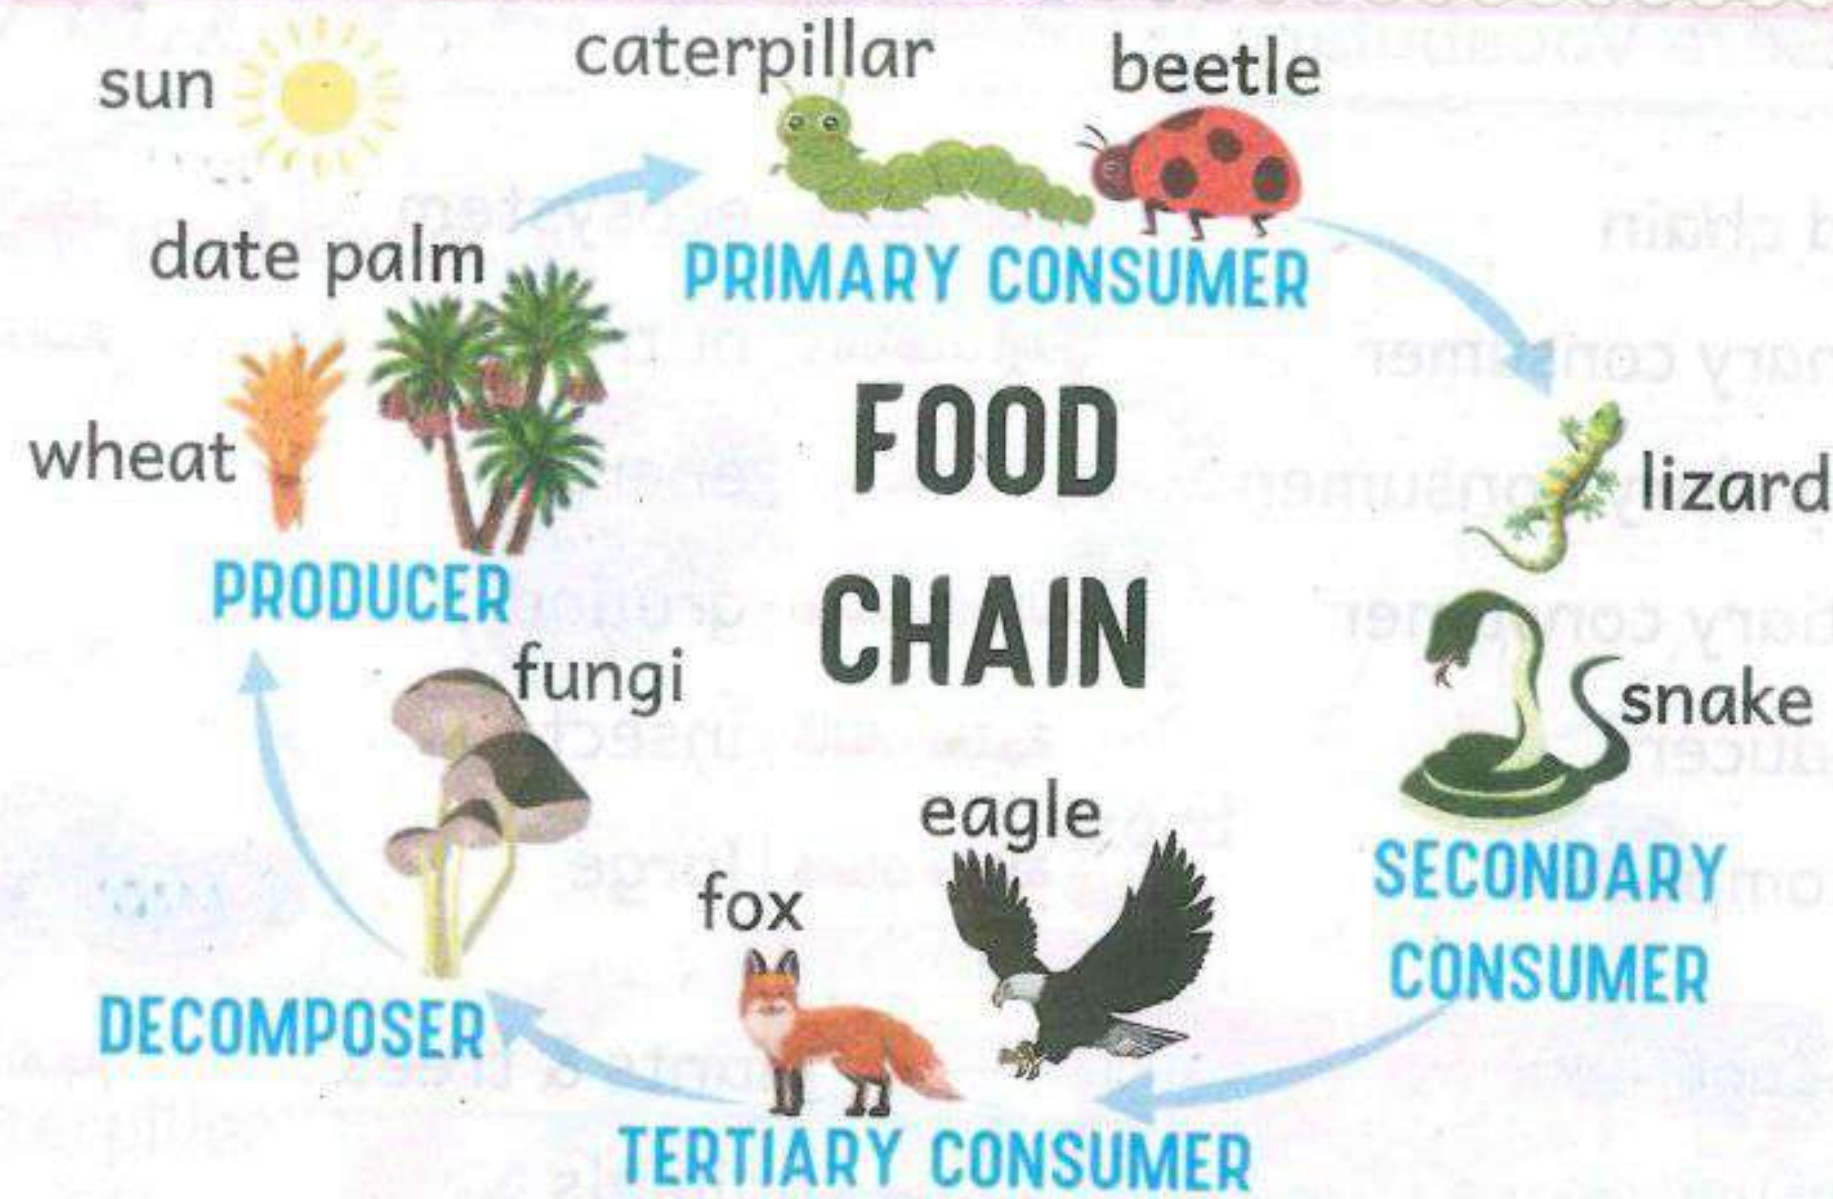 sun
caterpillar
beetle
date palm
PRIMARY CONSUMER
wheat
FOOD
CHAIN
lizard
PRODUCER
fungi
snake
eagle
SECONDARY
CONSUMER
fox
DECOMPOSER
TERTIARY CONSUMER